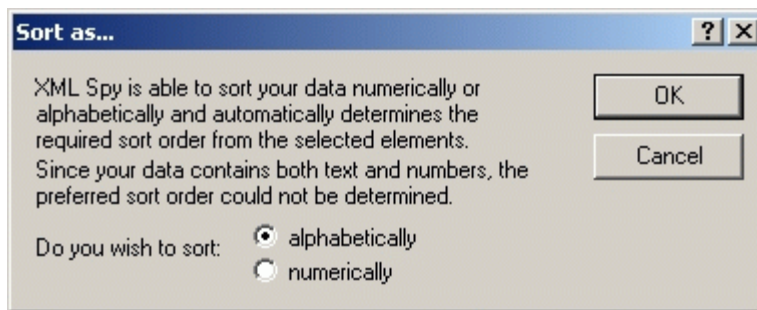 Sort as...
XML Spy is able to sort your data numerically or
alphabetically and automatically determines the
required sort order from the selected elements.
Since your data contains both text and numbers, the
preferred sort order could not be determined.
OK
Cancel
Do you wish to sort:
alphabetically
numerically